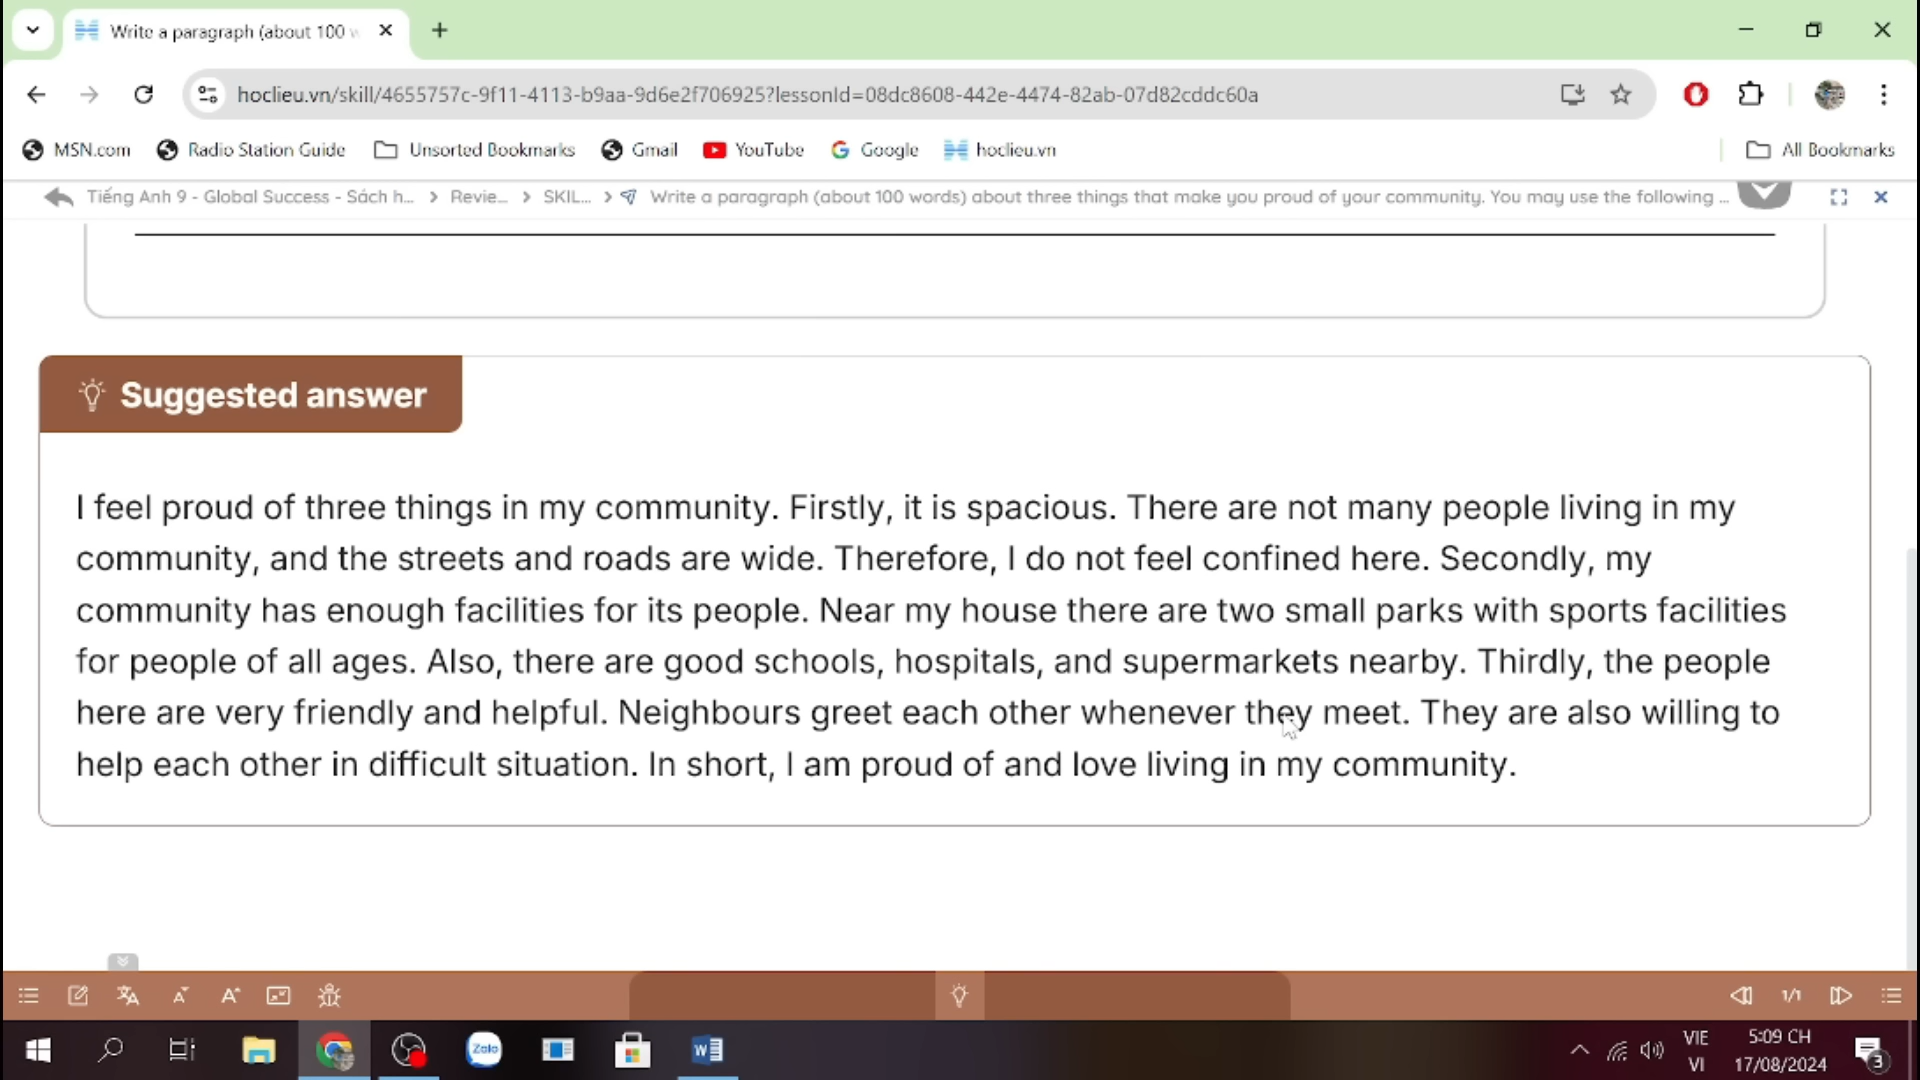 Write a paragraph (about 100 w
hoclieu.vn/skill/4655757c-9f11-4113-b9aa-9d6e2f706925?lessonId=08dc8608-442e-4474-82ab-07d82cddc60a
MSN.com Radio Station Guide Unsorted Bookmarks Gmail YouTube Google hoclieu.vn All Bookmarks
Tiếng Anh 9 - Global Success - Sách h... > Revie... > SKIL... > Write a paragraph (about 100 words) about three things that make you proud of your community. You may use the following ...
Suggested answer
I feel proud of three things in my community. Firstly, it is spacious. There are not many people living in my
community, and the streets and roads are wide. Therefore, I do not feel confined here. Secondly, my
community has enough facilities for its people. Near my house there are two small parks with sports facilities
for people of all ages. Also, there are good schools, hospitals, and supermarkets nearby. Thirdly, the people
here are very friendly and helpful. Neighbours greet each other whenever they meet. They are also willing to
help each other in difficult situation. In short, I am proud of and love living in my community.
1/1
Zalo
VIE 5:09 CH
VI 17/08/2024 3